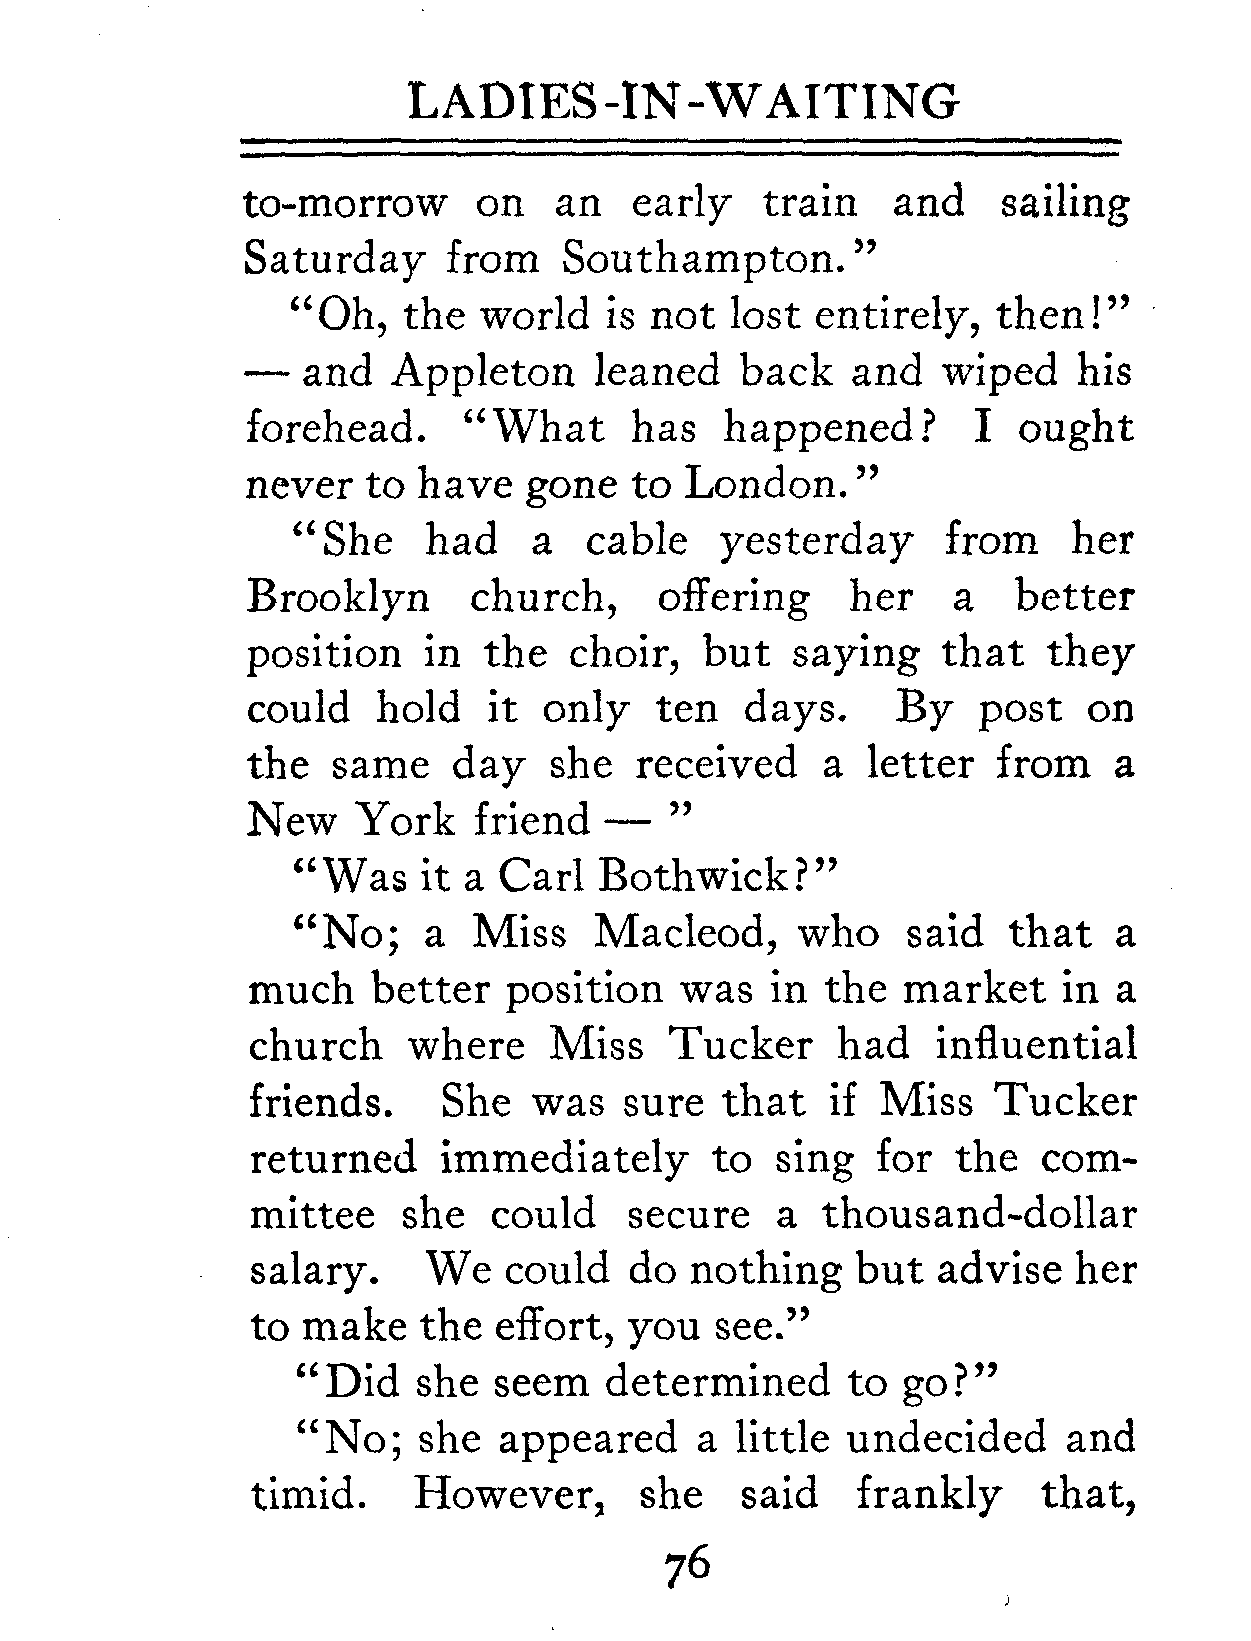 LADIES-IN-WAITING
to-morrow on an early train and sailing
Saturday from Southampton."
"Oh, the world is not lost entirely, then!"
— and Appleton leaned back and wiped his
forehead. "What has happened? I ought
never to have gone to London."
"She had a cable yesterday from her
Brooklyn church, offering her a better
position in the choir, but saying that they
could hold it only ten days. By post on
the same day she received a letter from a
New York friend — "
"Was it a Carl Bothwick?"
"No; a Miss Macleod, who said that a
much better position was in the market in a
church where Miss Tucker had influential
friends. She was sure that if Miss Tucker
returned immediately to sing for the com-
mittee she could secure a thousand-dollar
salary. We could do nothing but advise her
to make the effort, you see."
"Did she seem determined to go?"
"No; she appeared a little undecided and
timid. However, she said frankly that,
76